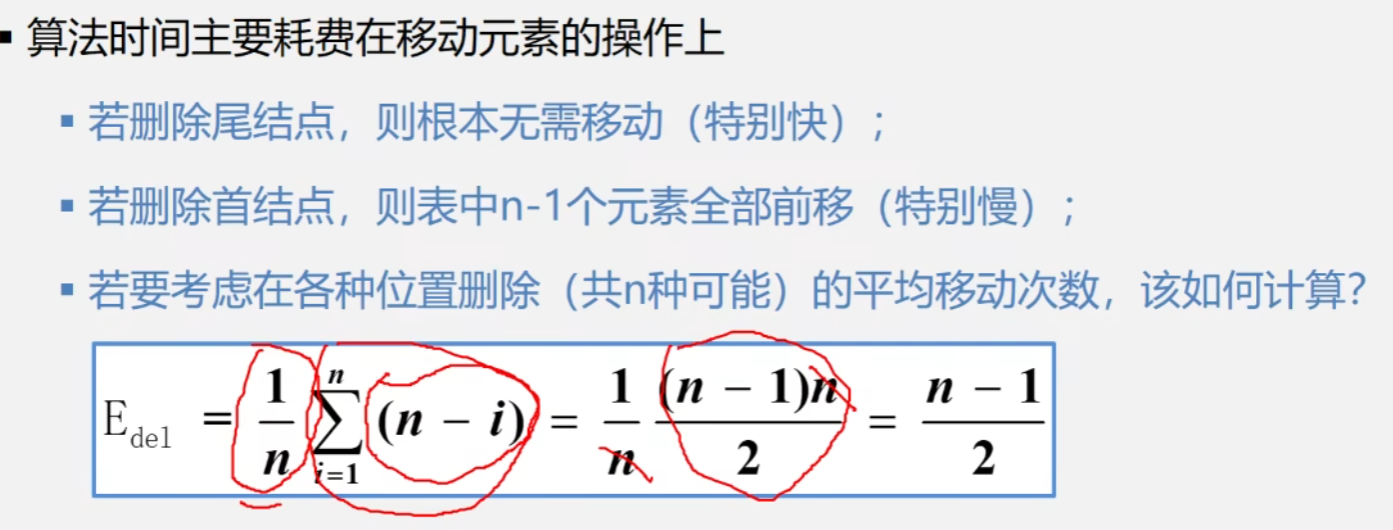 ▪ 算法时间主要耗费在移动元素的操作上
▪ 若删除尾结点，则根本无需移动（特别快）；
▪ 若删除首结点，则表中n-1个元素全部前移（特别慢）；
▪ 若要考虑在各种位置删除（共n种可能）的平均移动次数，该如何计算？
E_del = \frac{1}{n} \sum_{i=1}^{n} (n - i) = \frac{1}{n} \frac{(n - 1)n}{2} = \frac{n - 1}{2}